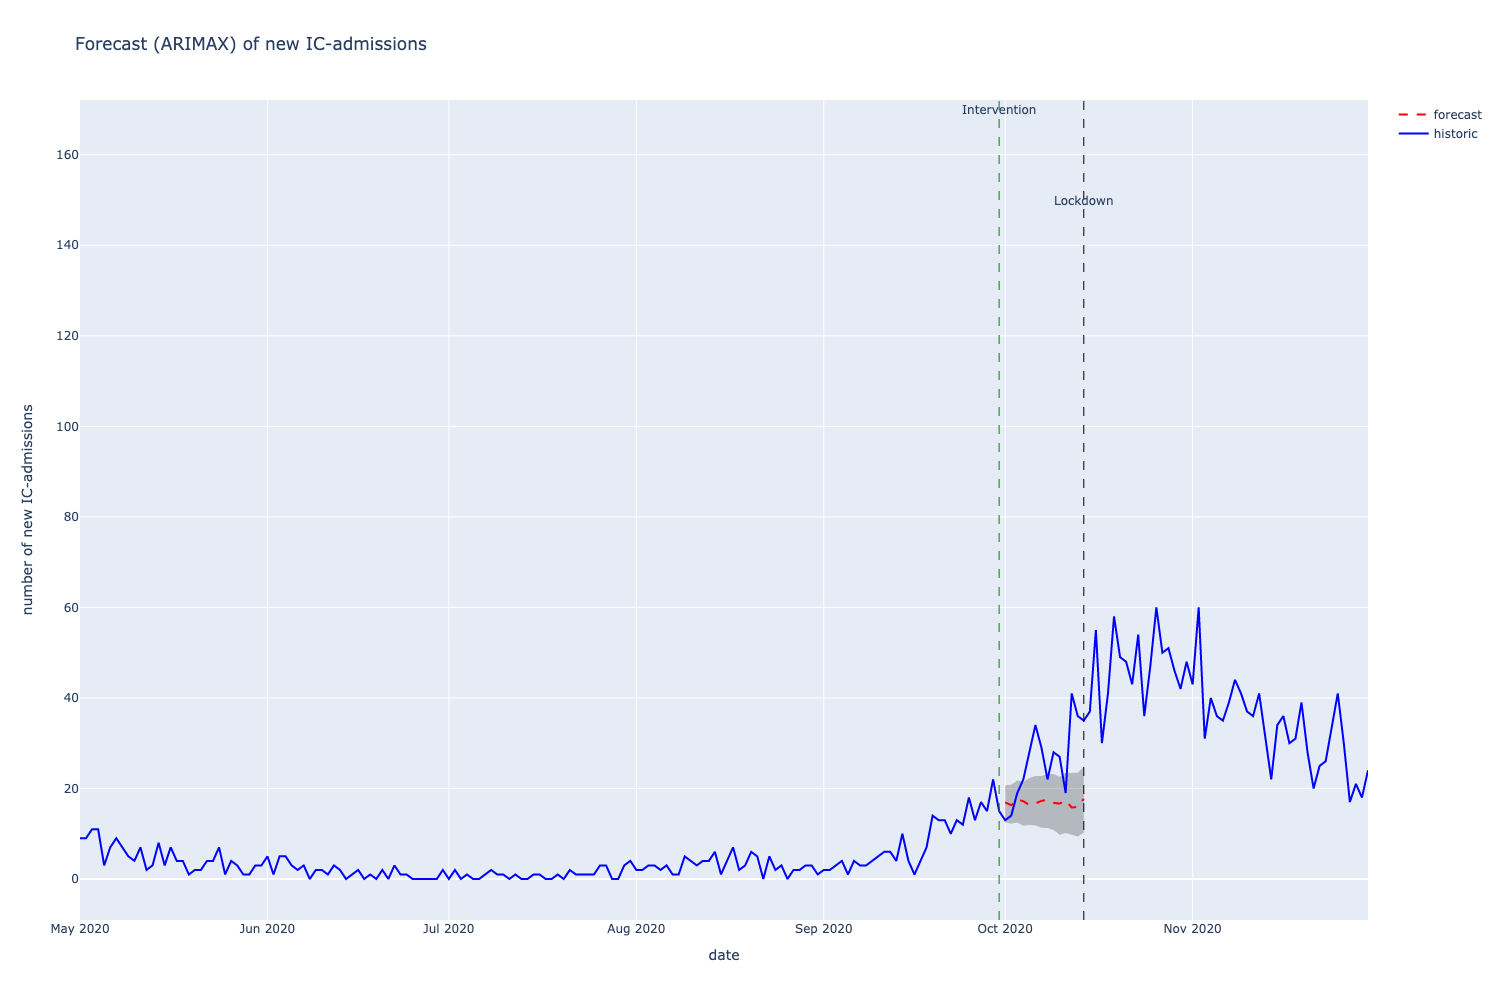 Forecast (ARIMAX) of new IC-admissions
Intervention
Lockdown
forecast
historic
number of new IC-admissions
160
140
120
100
80
60
40
20
0
May 2020
Jun 2020
Jul 2020
Aug 2020
Sep 2020
Oct 2020
Nov 2020
date